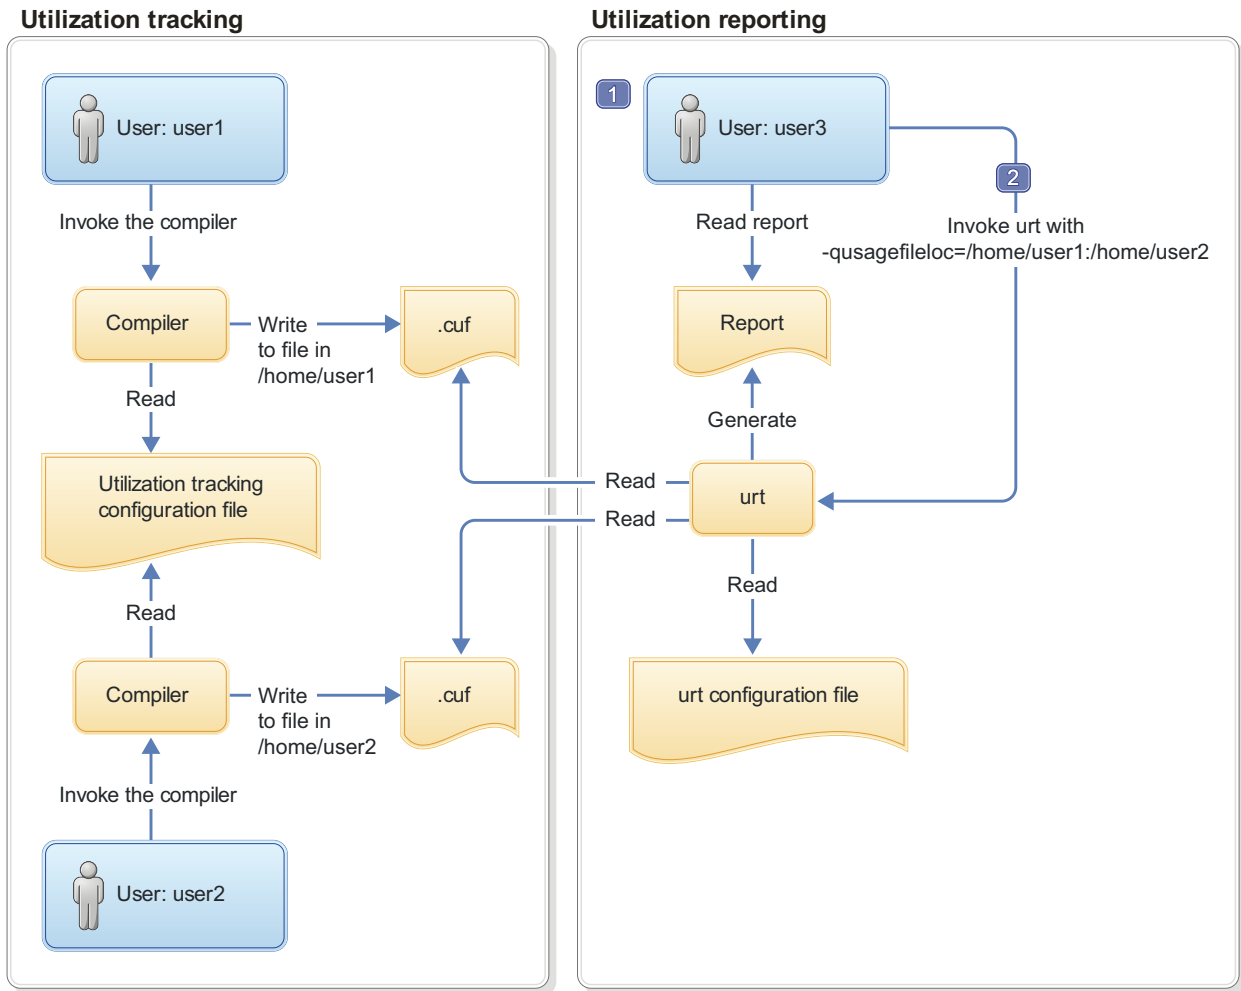 Utilization tracking
User: user1
Invoke the compiler
Compiler
Write
to file in
/home/user1
.cuf
Read
Utilization tracking
configuration file
Read
Compiler
Write
to file in
/home/user2
.cuf
Invoke the compiler
User: user2
Utilization reporting
1
User: user3
2
Read report
Invoke urt with
-qusagefileloc=/home/user1:/home/user2
Report
Generate
Read
Read
urt
Read
urt configuration file